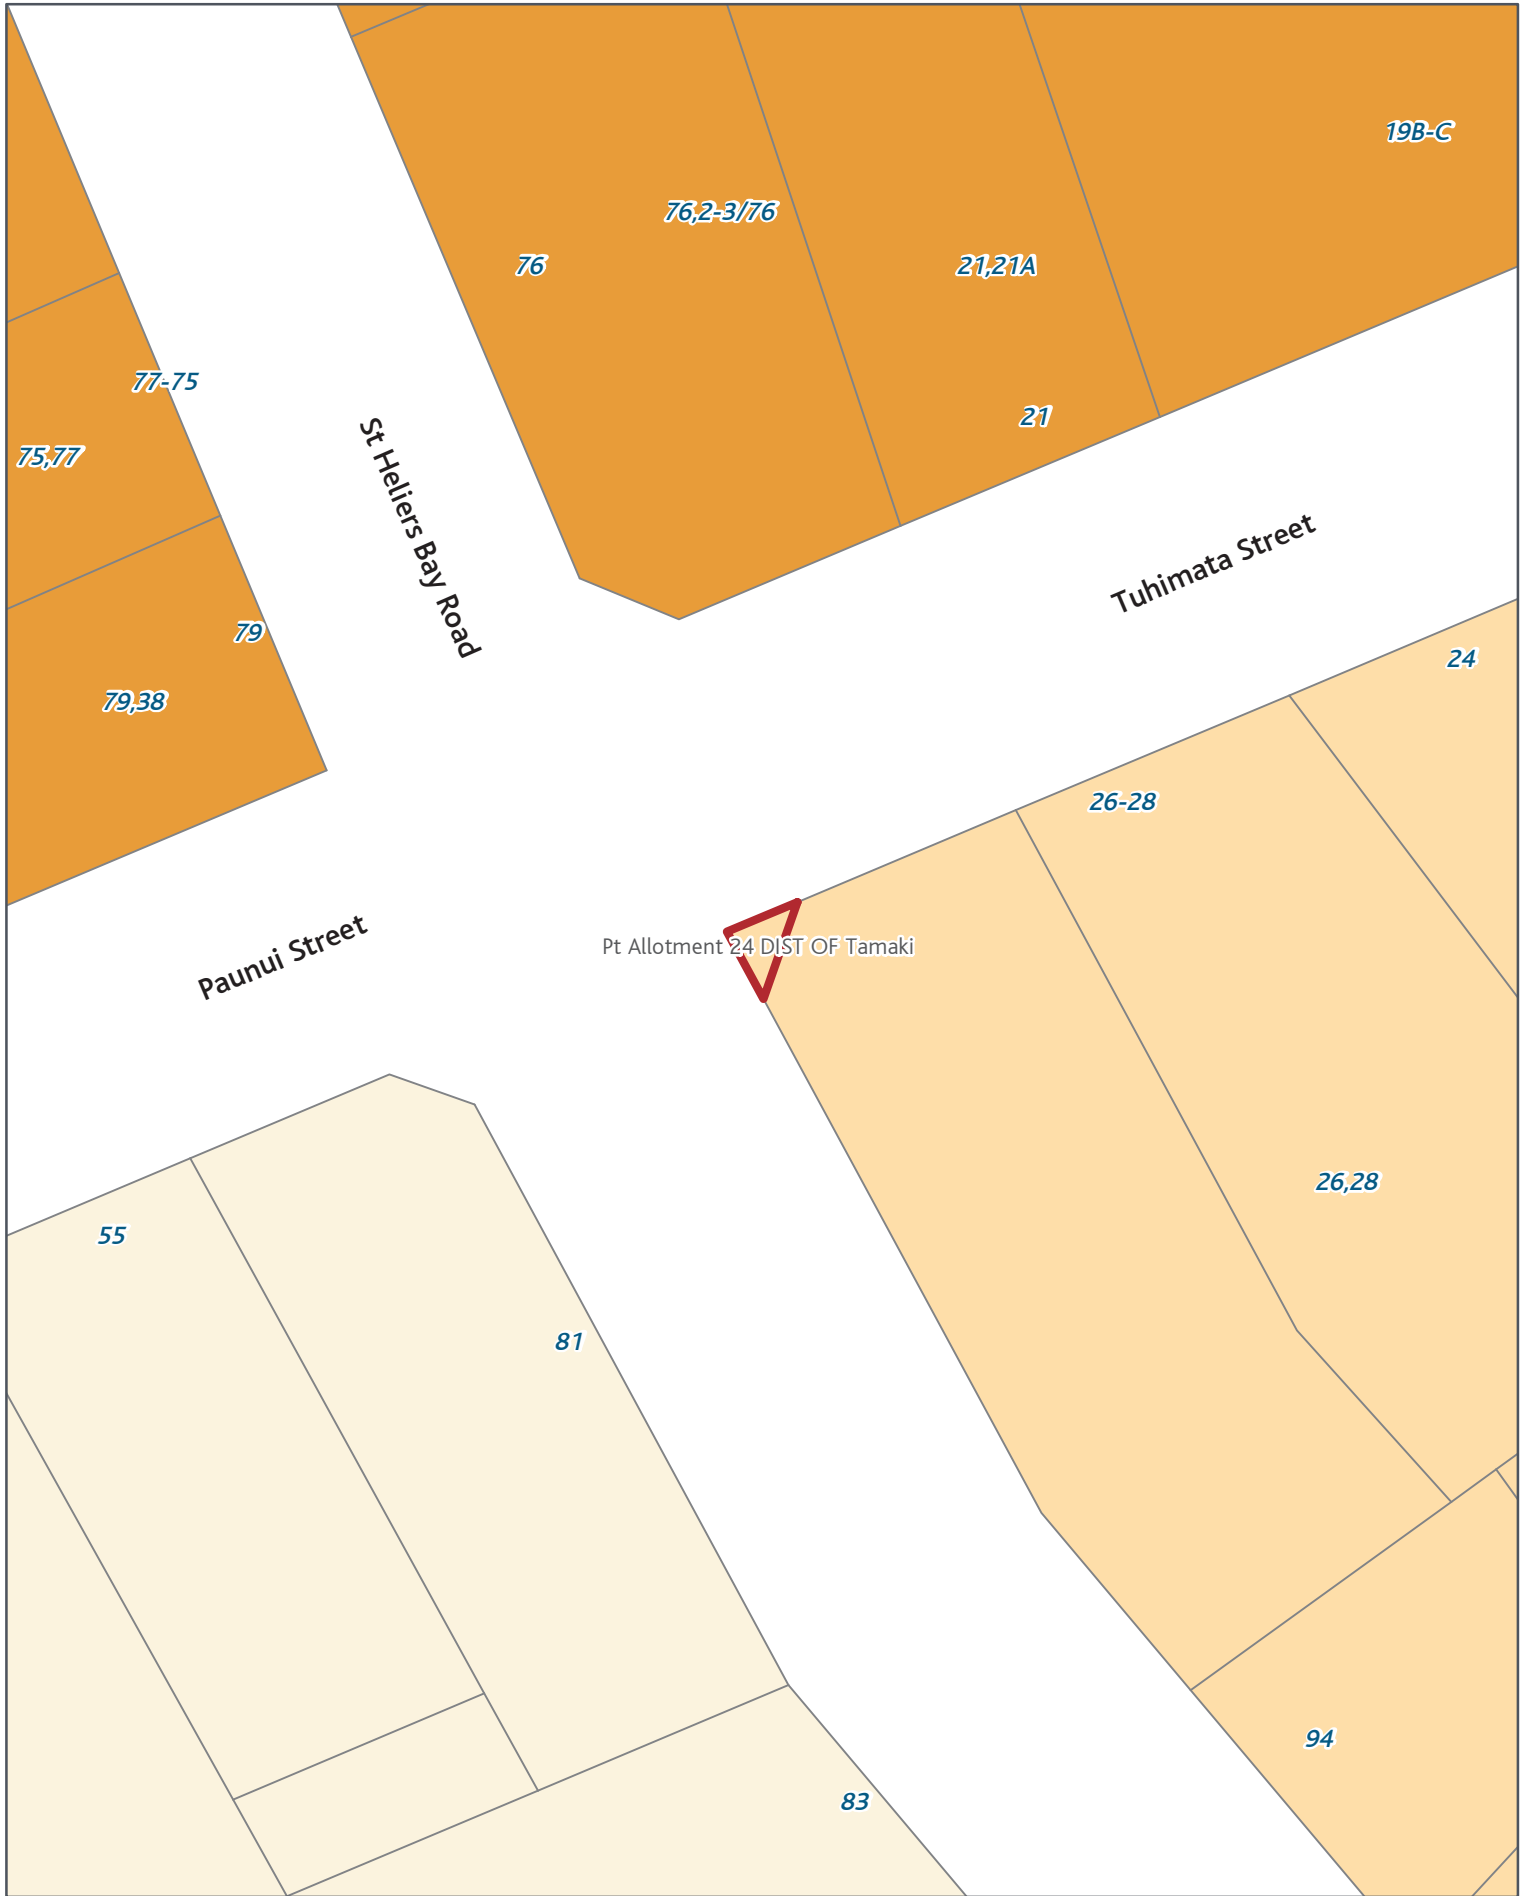 19B-C
76,2-3/76
76
21,21A
77-75
21
75,77
St Heliers Bay Road
Tuhimata Street
79
24
79,38
26-28
Pt Allotment 24 DIST OF Tamaki
Paunui Street
26,28
55
81
94
83